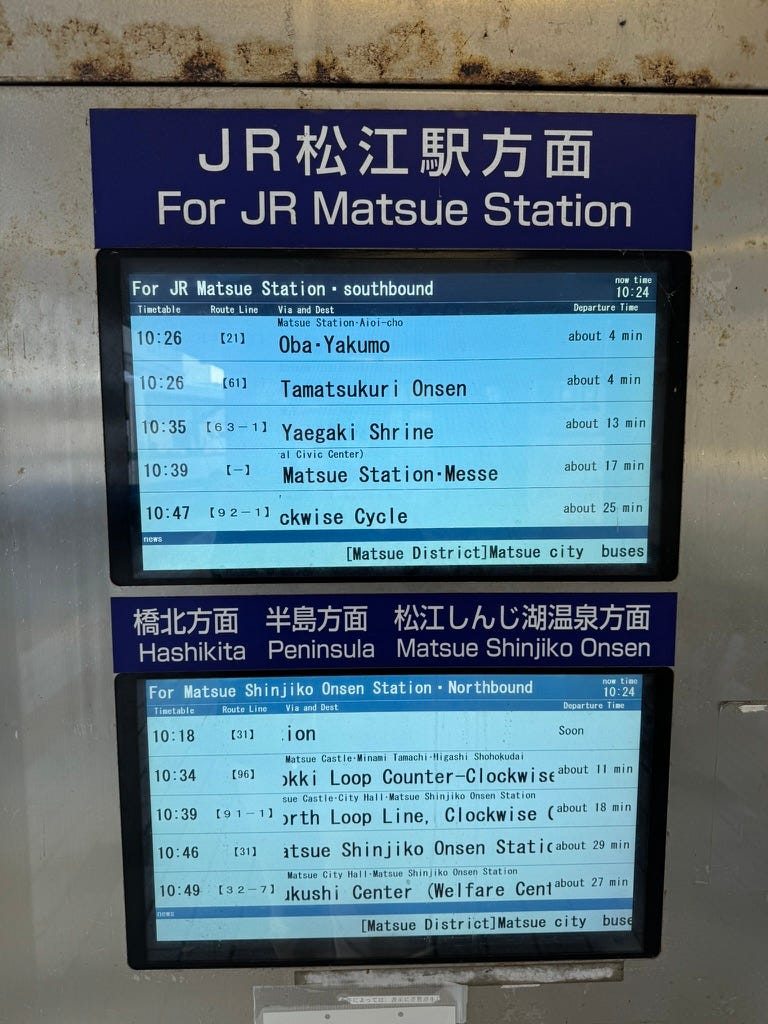 JR松江駅方面
For JR Matsue Station
For JR Matsue Station・southbound now time 10:24
Timetable Route Line Via and Dest Departure Time
Matsue Station・Aioi-cho
10:26 【21】 Oba・Yakumo about 4 min
10:26 【61】 Tamatsukuri Onsen about 4 min
10:35 【63-1】 Yaegaki Shrine about 13 min
al Civic Center)
10:39 【-】 Matsue Station・Messe about 17 min
10:47 【92-1】 ckwise Cycle about 25 min
news
[Matsue District]Matsue city buses
橋北方面 半島方面 松江しんじ湖温泉方面
Hashikita Peninsula Matsue Shinjiko Onsen
For Matsue Shinjiko Onsen Station・Northbound now time 10:24
Timetable Route Line Via and Dest Departure Time
10:18 【31】 ion Soon
Matsue Castle・Minami Tamachi・Higashi Shohokudai
10:34 【96】 okki Loop Counter-Clockwise about 11 min
sue Castle・City Hall・Matsue Shinjiko Onsen Station
10:39 【91-1】 orth Loop Line, Clockwise ( about 18 min
10:46 【31】 atsue Shinjiko Onsen Static about 29 min
Matsue City Hall・Matsue Shinjiko Onsen Station
10:49 【32-7】 ukushi Center (Welfare Cent about 27 min
news
[Matsue District]Matsue city buse